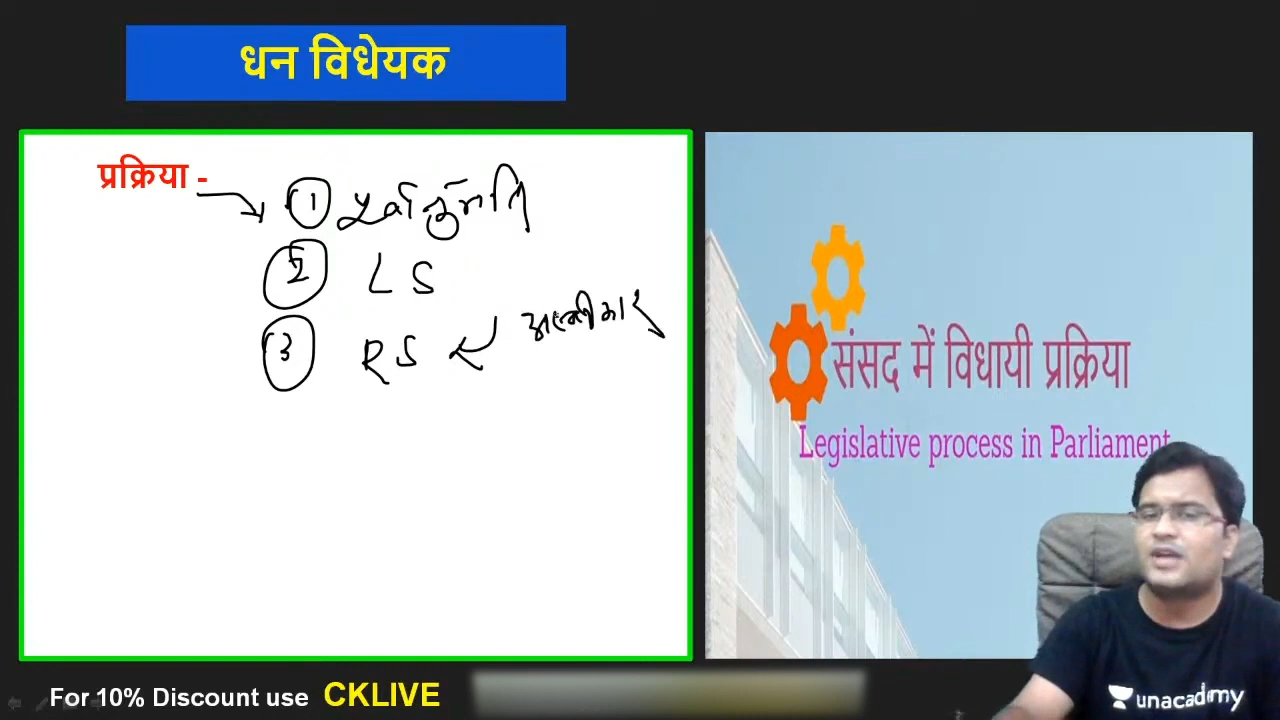 धन विधेयक
प्रक्रिया -
① पूर्वानुमति
② LS
③ RS अस्वीकार
संसद में विधायी प्रक्रिया
Legislative process in Parliament
unacademy
For 10% Discount use CKLIVE